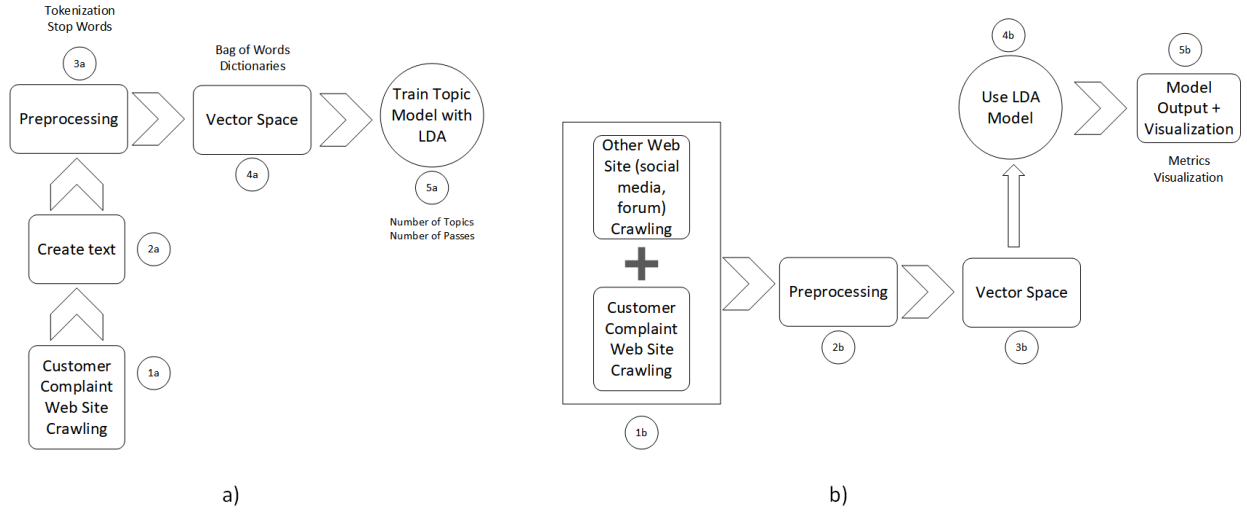 Tokenization
Stop Words
3a
Preprocessing
Bag of Words
Dictionaries
Vector Space
4a
Train Topic
Model with
LDA
5a
Number of Topics
Number of Passes
Create text
2a
Customer
Complaint
Web Site
Crawling
1a
a)
Other Web
Site (social
media,
forum)
Crawling
Customer
Complaint
Web Site
Crawling
1b
Preprocessing
2b
Vector Space
3b
4b
Use LDA
Model
5b
Model
Output +
Visualization
Metrics
Visualization
b)